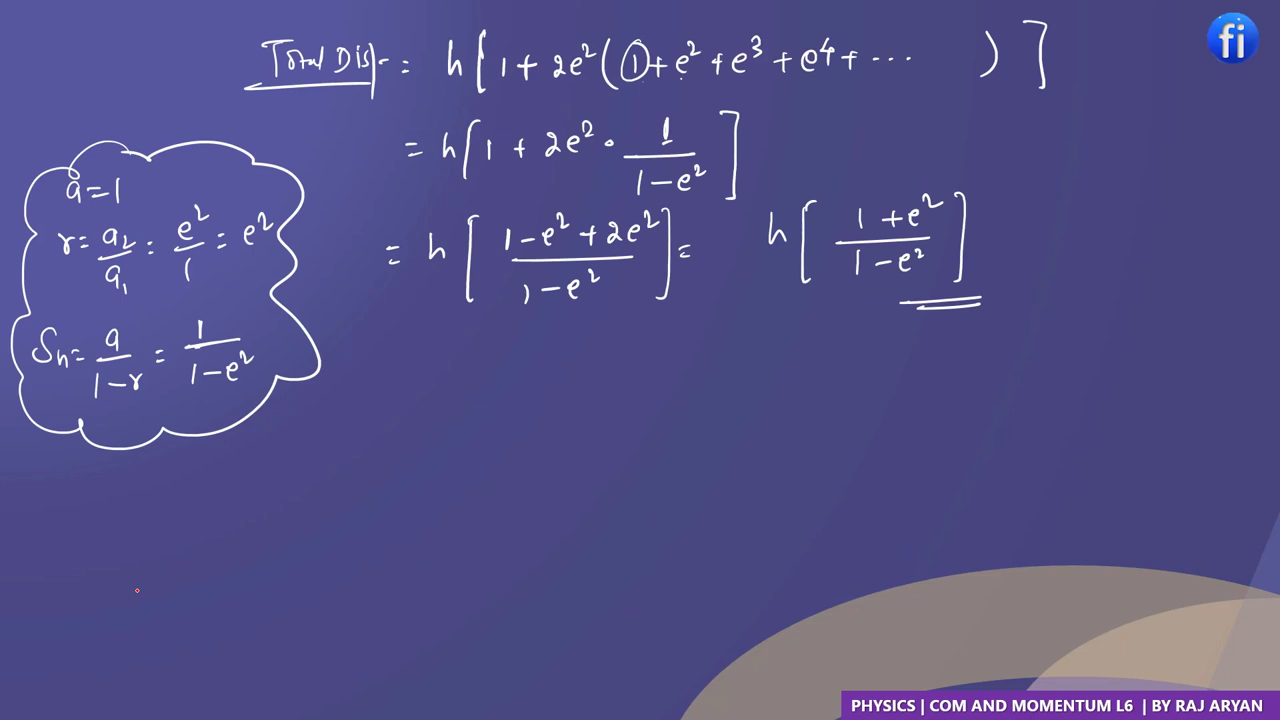 Total Dist = h[1 + 2e²(1 + e² + e³ + e⁴ + ... )]
fi
= h[1 + 2e² · 1/(1-e²)]
a=1
r = a₂/a₁ = e²/1 = e²
= h[(1-e²+2e²)/(1-e²)] = h[(1+e²)/(1-e²)]
Sn = a/(1-r) = 1/(1-e²)
PHYSICS | COM AND MOMENTUM L6 | BY RAJ ARYAN